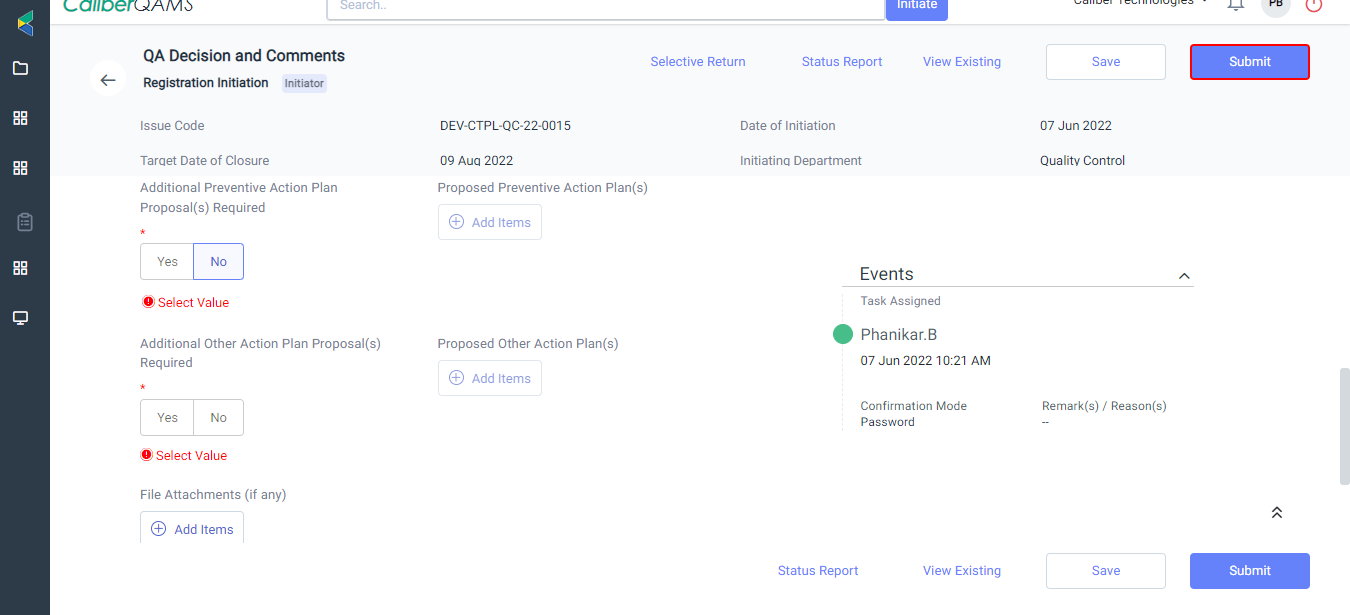 CaliberQAMS
Search..
Initiate
Caliber Technologies
PB
QA Decision and Comments
Registration Initiation Initiator
Selective Return Status Report View Existing Save Submit
Issue Code DEV-CTPL-QC-22-0015 Date of Initiation 07 Jun 2022
Target Date of Closure 09 Aug 2022 Initiating Department Quality Control
Additional Preventive Action Plan
Proposal(s) Required
*
Yes No
Select Value
Proposed Preventive Action Plan(s)
Add Items
Additional Other Action Plan Proposal(s)
Required
*
Yes No
Select Value
Proposed Other Action Plan(s)
Add Items
File Attachments (if any)
Add Items
Events
Task Assigned
Phanikar.B
07 Jun 2022 10:21 AM
Confirmation Mode Remark(s) / Reason(s)
Password --
Status Report View Existing Save Submit